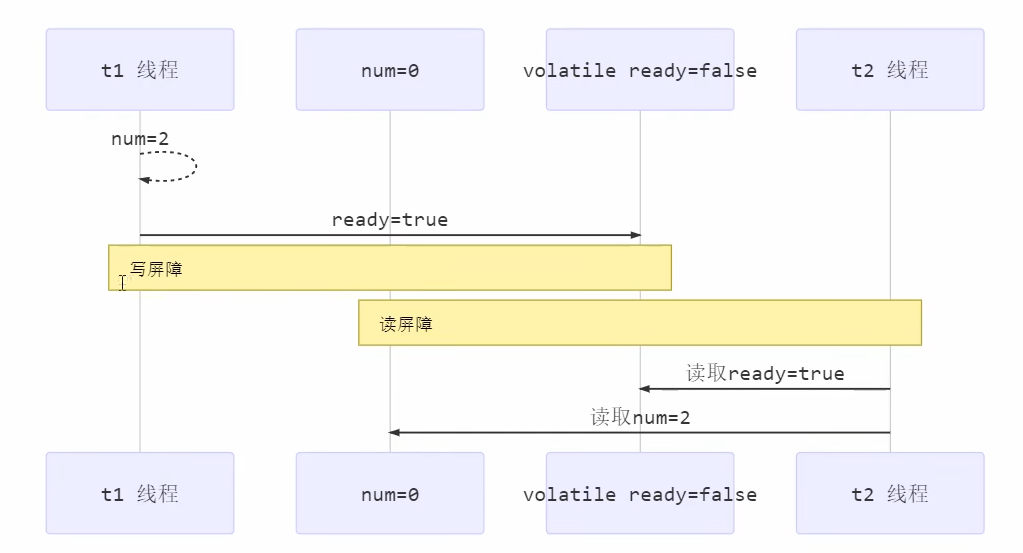 t1 线程
num=0
volatile ready=false
t2 线程
num=2
ready=true
写屏障
读屏障
读取ready=true
读取num=2
t1 线程
num=0
volatile ready=false
t2 线程